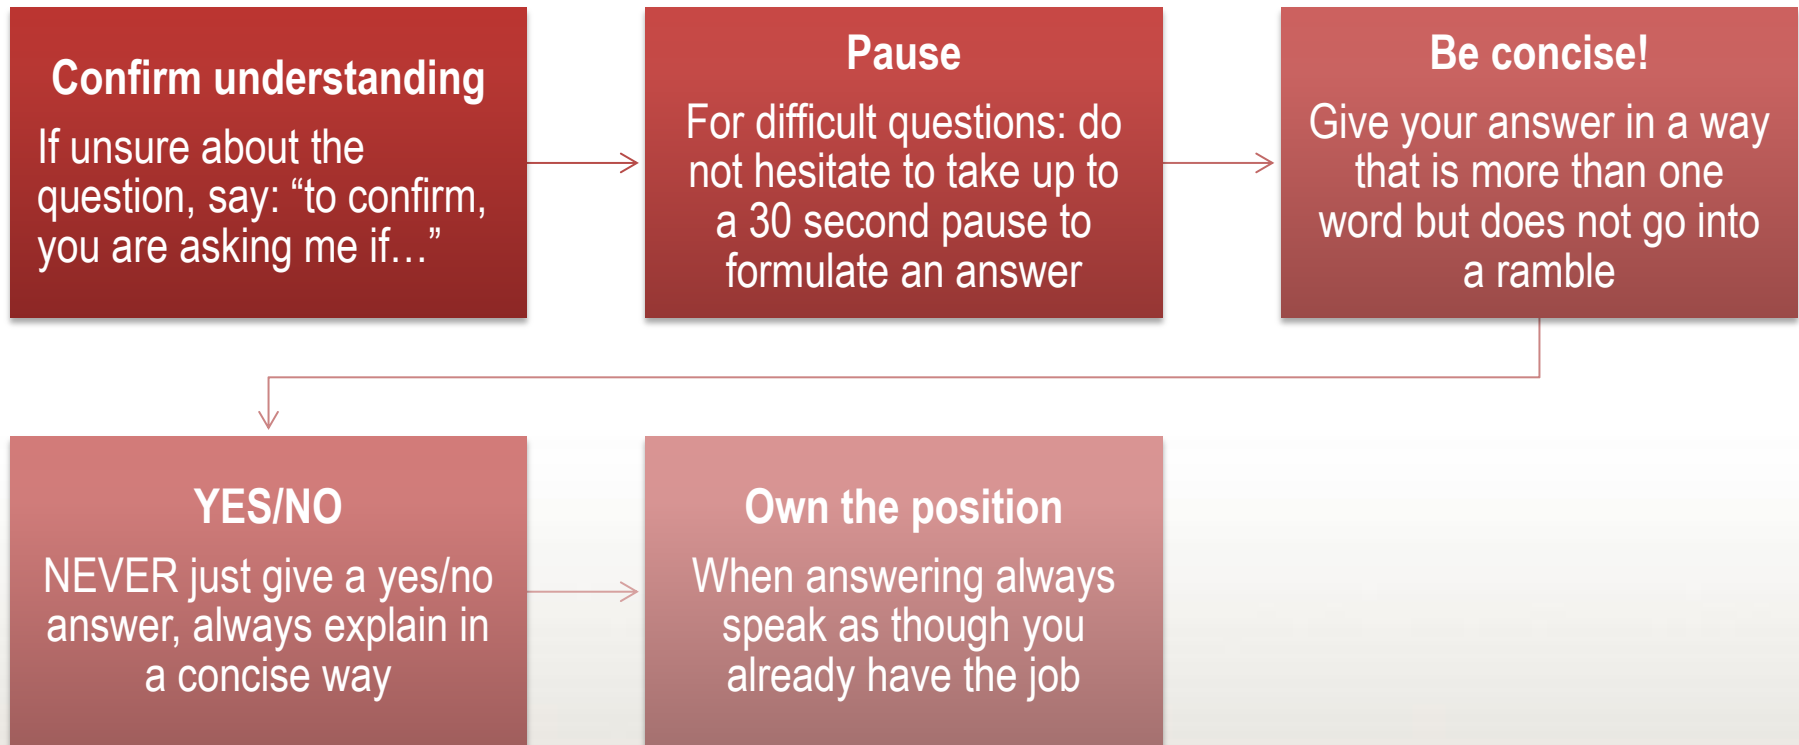 Confirm understanding
If unsure about the
question, say: “to confirm,
you are asking me if…”
Pause
For difficult questions: do
not hesitate to take up to
a 30 second pause to
formulate an answer
Be concise!
Give your answer in a way
that is more than one
word but does not go into
a ramble
YES/NO
NEVER just give a yes/no
answer, always explain in
a concise way
Own the position
When answering always
speak as though you
already have the job